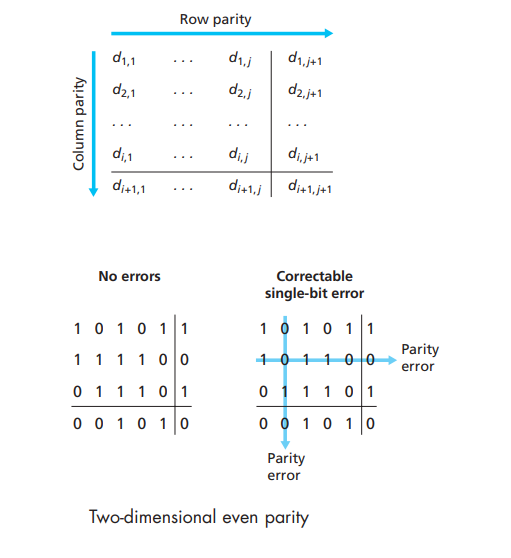 Row parity
Column parity
d1,1 ... d1,j d1,j+1
d2,1 ... d2,j d2,j+1
... ... ... ...
di,1 ... di,j di,j+1
di+1,1 ... di+1,j di+1,j+1
No errors
1 0 1 0 1 1
1 1 1 1 0 0
0 1 1 1 0 1
0 0 1 0 1 0
Correctable
single-bit error
1 0 1 0 1 1
1 0 1 1 0 0
0 1 1 1 0 1
0 0 1 0 1 0
Parity
error
Parity
error
Two-dimensional even parity